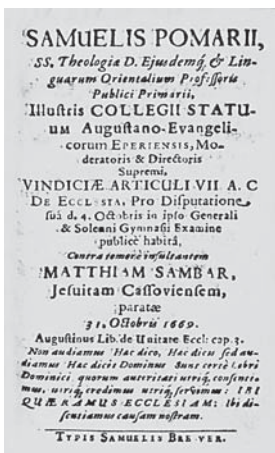 SAMUELIS POMARII,
SS. Theologiæ D. Ejusdemq́; & Lin-
guarum Orientalium Professoris
Publici Primarii,
Illustris COLLEGII STATU-
UM Augustano-Evangeli-
corum EPERIENSIS, Mo-
deratoris & Directoris
Supremi,
VINDICIÆ ARTICULI VII A. C
DE ECCLESIA, Pro Disputatione
suâ d. 4. Octobris in ipso Generali
& Solenni Gymnasii Examine
publicè habitâ,
Contra temerè insultantem
MATTHIAM SAMBAR,
Jesuitam Cassoviensem,
paratæ
31. Octobris 1669.
Augustinus Lib. de Unitate Eccl: cap. 3.
Non audiamus Hæc dico, Hæc dicis sed au-
diamus Hæc dicit Dominus Sunt certè Libri
Dominici quorum autoritati utriq; consenti-
mus, utriq; credimus utriq; servimus: IBI
QUÆRAMUS ECCLESIAM; Ibi di-
scutiamus causam nostram.
TYPIS SAMUELIS BREVER.